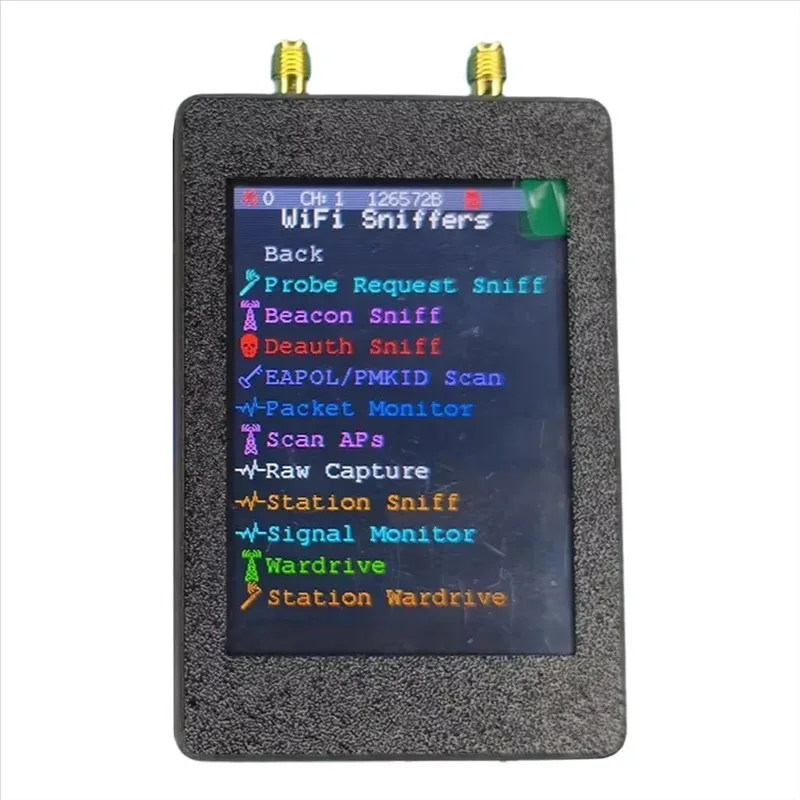 0 CH: 1 126572B
WiFi Sniffers
Back
Probe Request Sniff
Beacon Sniff
Deauth Sniff
EAPOL/PMKID Scan
Packet Monitor
Scan APs
Raw Capture
Station Sniff
Signal Monitor
Wardrive
Station Wardrive